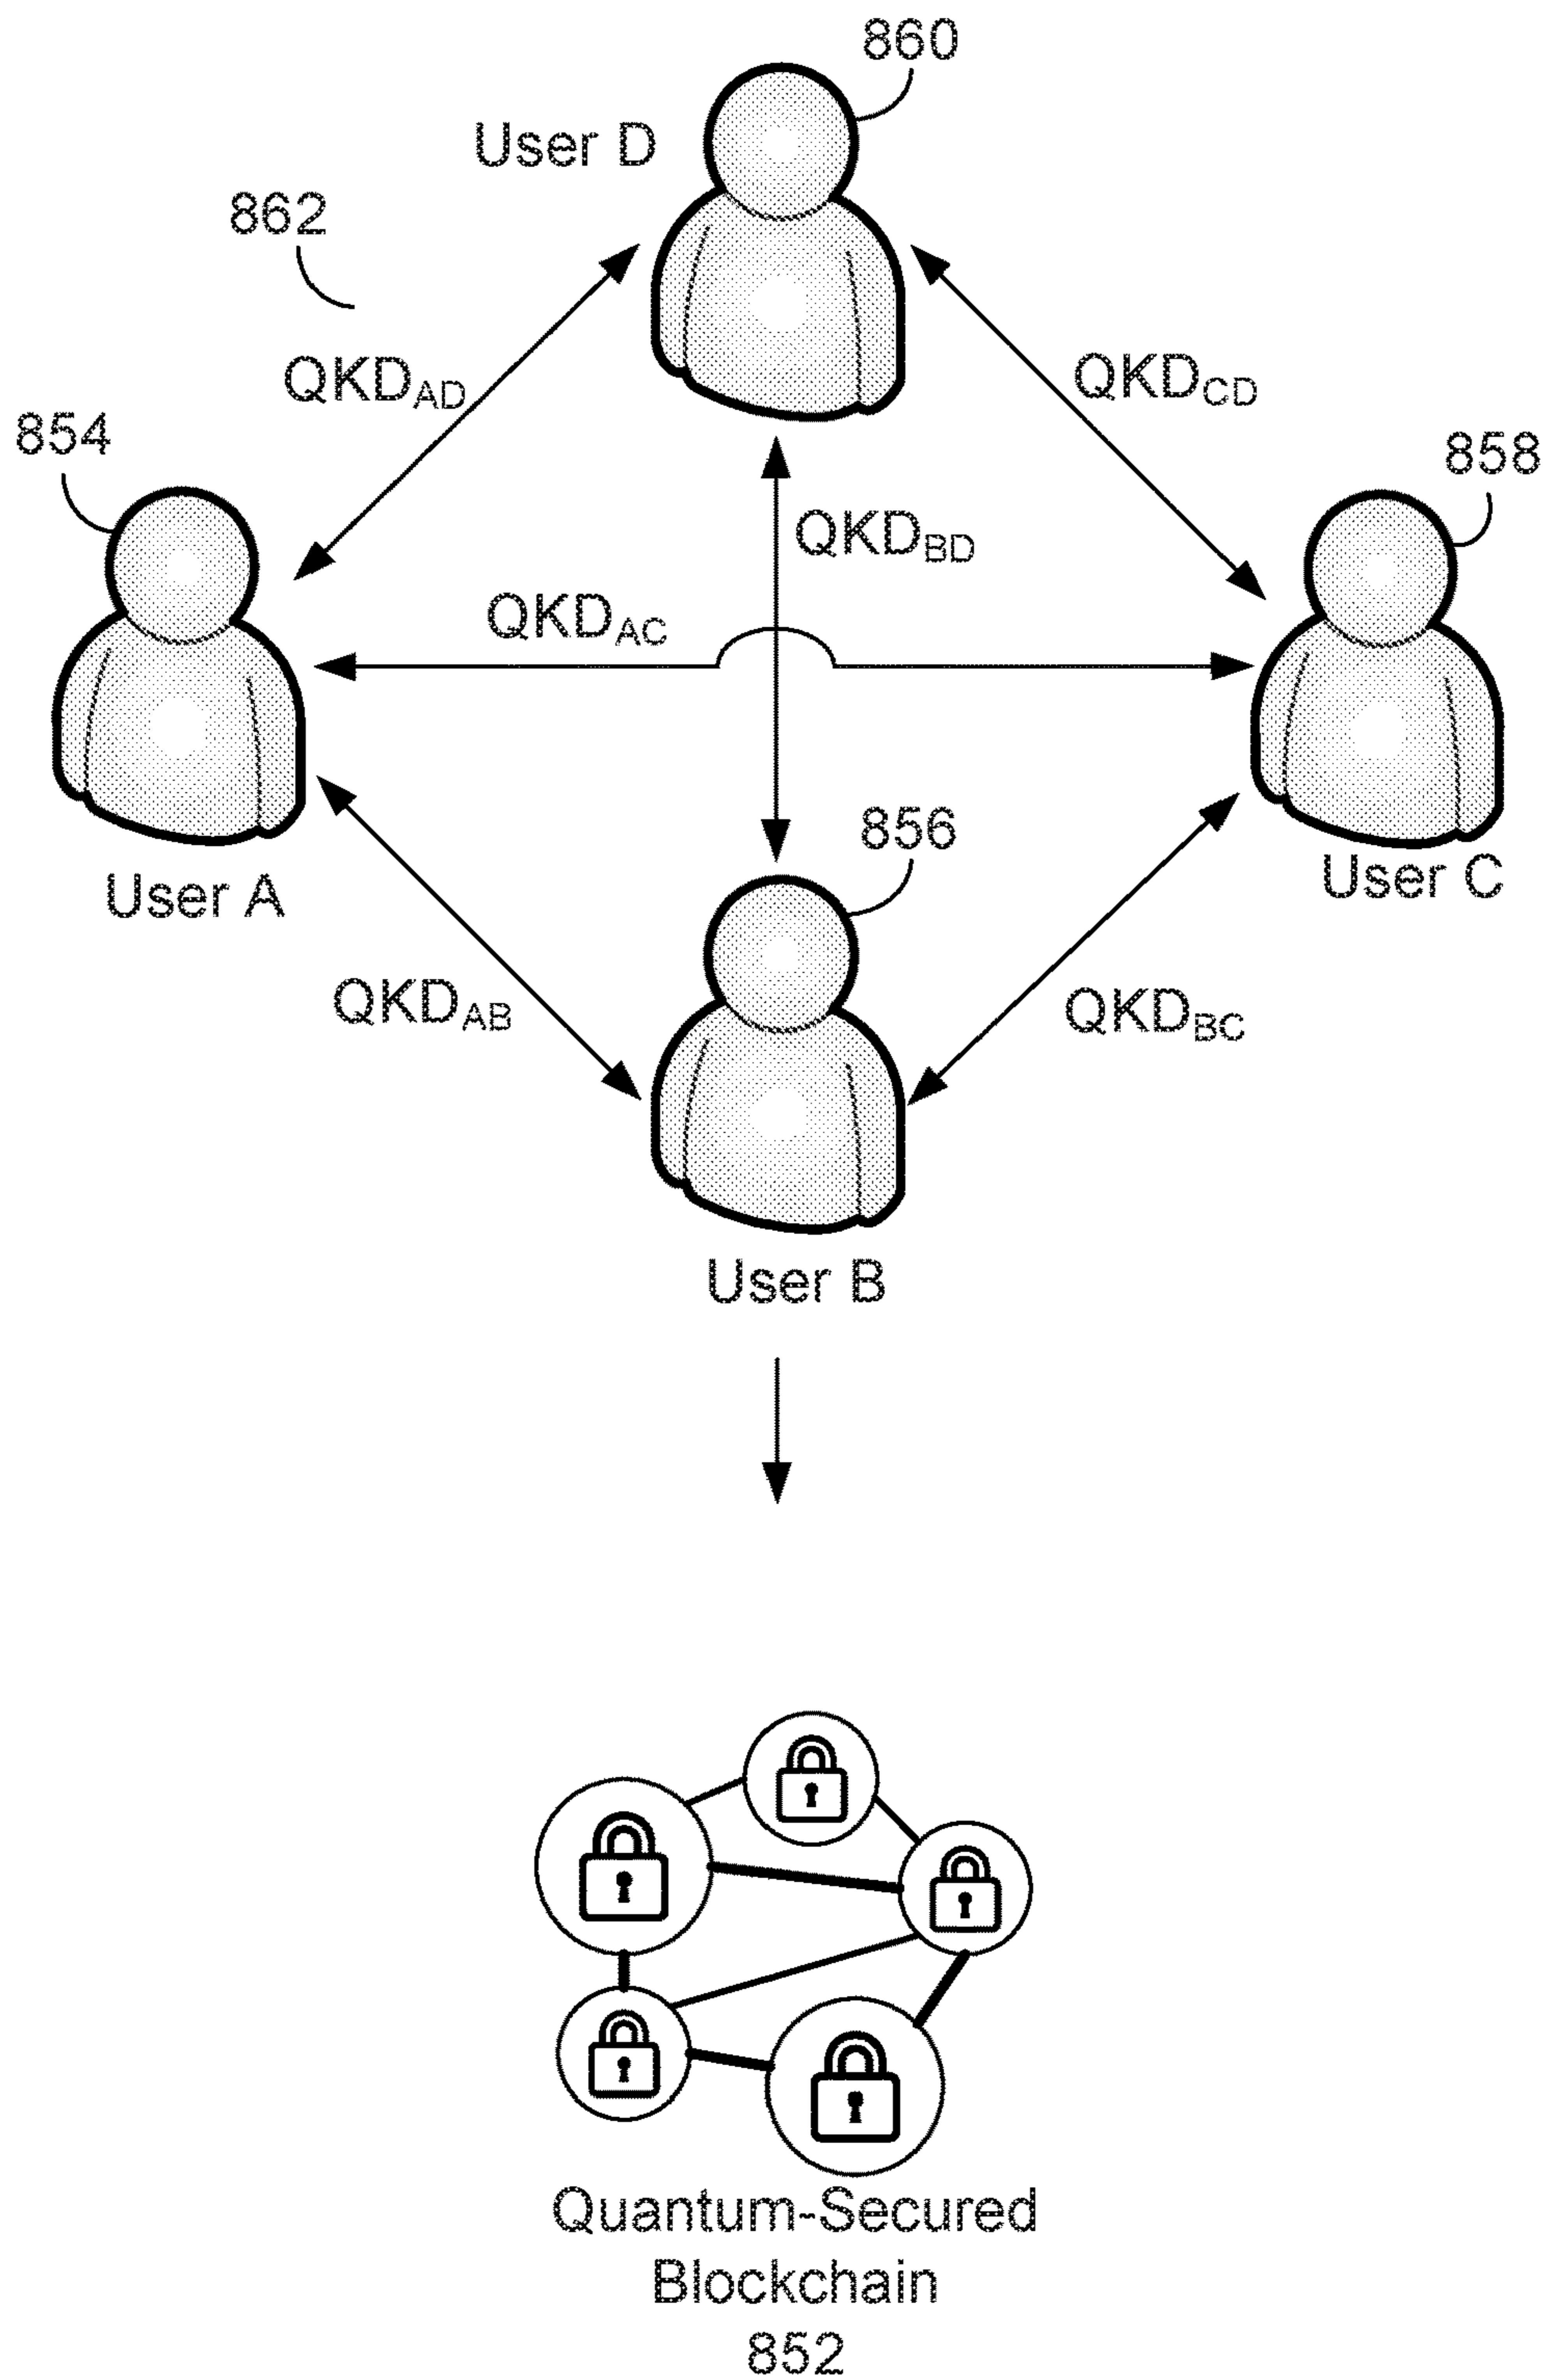 860
User D
862
QKDAD
QKDCD
854
858
QKDBD
QKDAC
856
User A
User C
QKDAB
QKDBC
User B
Quantum-Secured
Blockchain
852